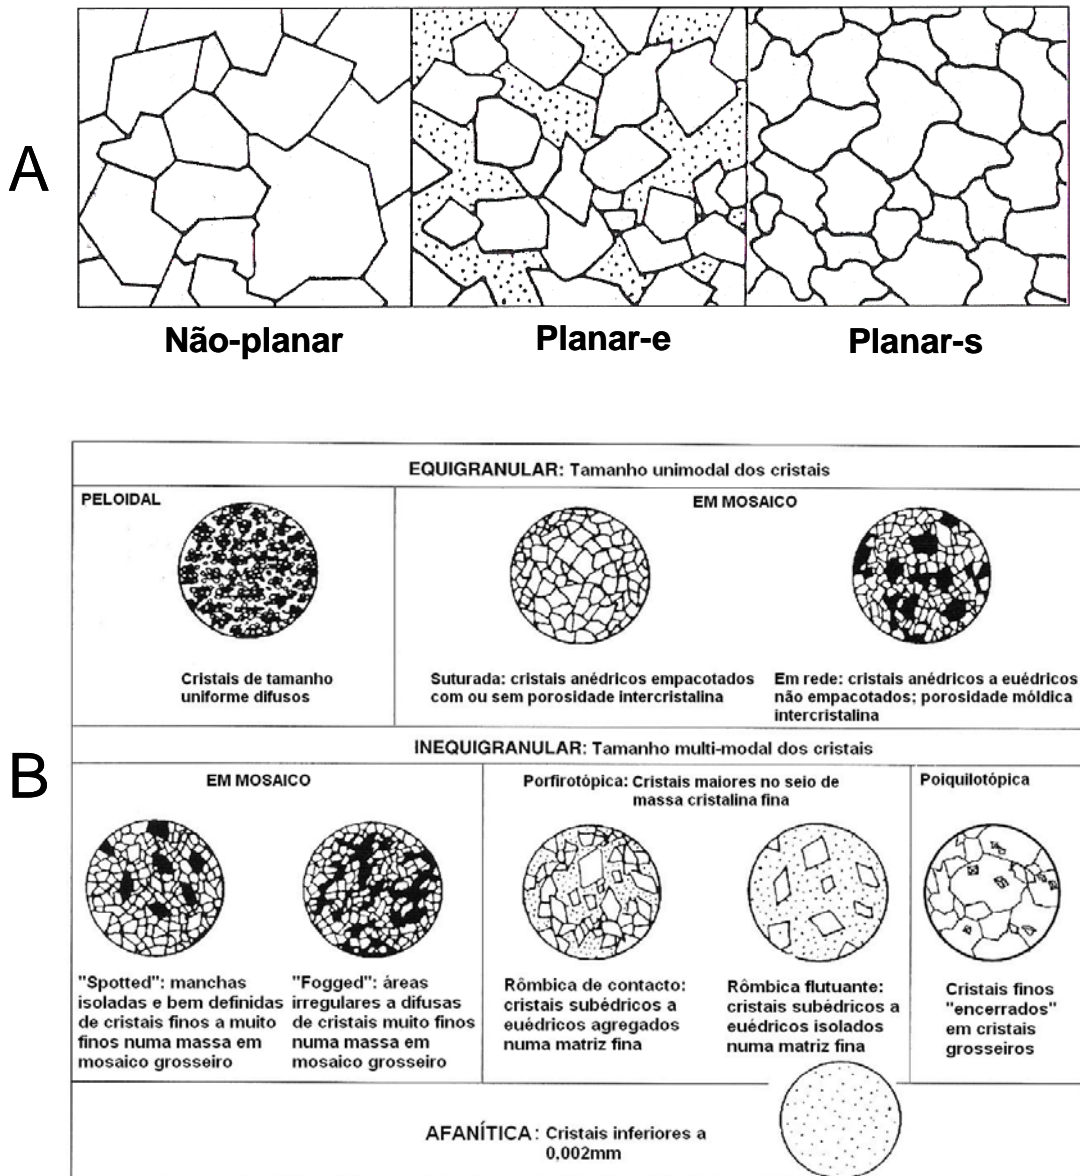 A
Não-planar
Planar-e
Planar-s
B
EQUIGRANULAR: Tamanho unimodal dos cristais
PELOIDAL
Cristais de tamanho
uniforme difusos
EM MOSAICO
Suturada: cristais anédricos empacotados
com ou sem porosidade intercristalina
Em rede: cristais anédricos a euédricos
não empacotados; porosidade móldica
intercristalina
INEQUIGRANULAR: Tamanho multi-modal dos cristais
EM MOSAICO
"Spotted": manchas
isoladas e bem definidas
de cristais finos a muito
finos numa massa em
mosaico grosseiro
"Fogged": áreas
irregulares a difusas
de cristais muito finos
numa massa em
mosaico grosseiro
Porfirotópica: Cristais maiores no seio de
massa cristalina fina
Rômbica de contacto:
cristais subédricos a
euédricos agregados
numa matriz fina
Rômbica flutuante:
cristais subédricos a
euédricos isolados
numa matriz fina
Poiquilotópica
Cristais finos
"encerrados"
em cristais
grosseiros
AFANÍTICA: Cristais inferiores a
0,002mm